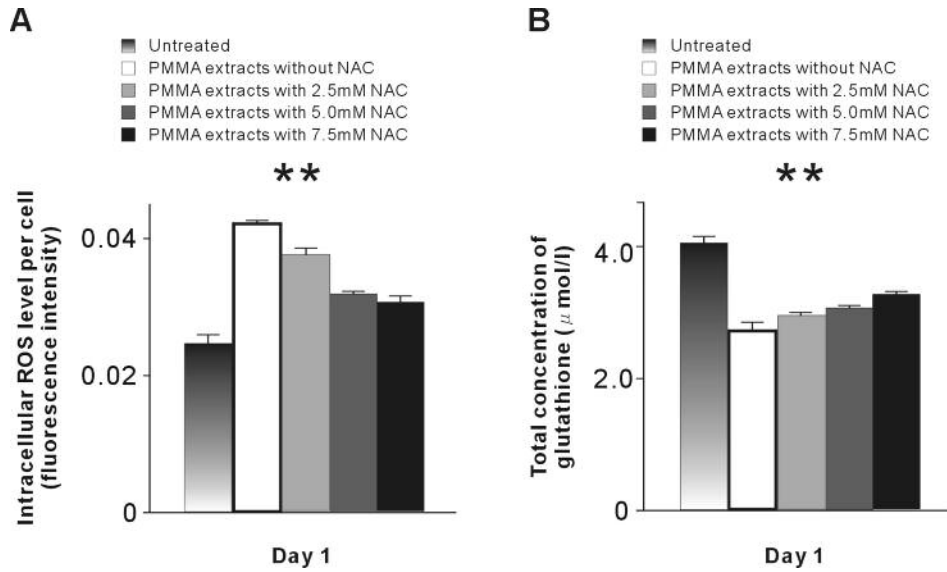 A
Untreated
PMMA extracts without NAC
PMMA extracts with 2.5mM NAC
PMMA extracts with 5.0mM NAC
PMMA extracts with 7.5mM NAC
**
Intracellular ROS level per cell
(fluorescence intensity)
0.04
0.02
0
Day 1
B
Untreated
PMMA extracts without NAC
PMMA extracts with 2.5mM NAC
PMMA extracts with 5.0mM NAC
PMMA extracts with 7.5mM NAC
**
Total concentration of
glutathione (μ mol/l)
4.0
2.0
0
Day 1